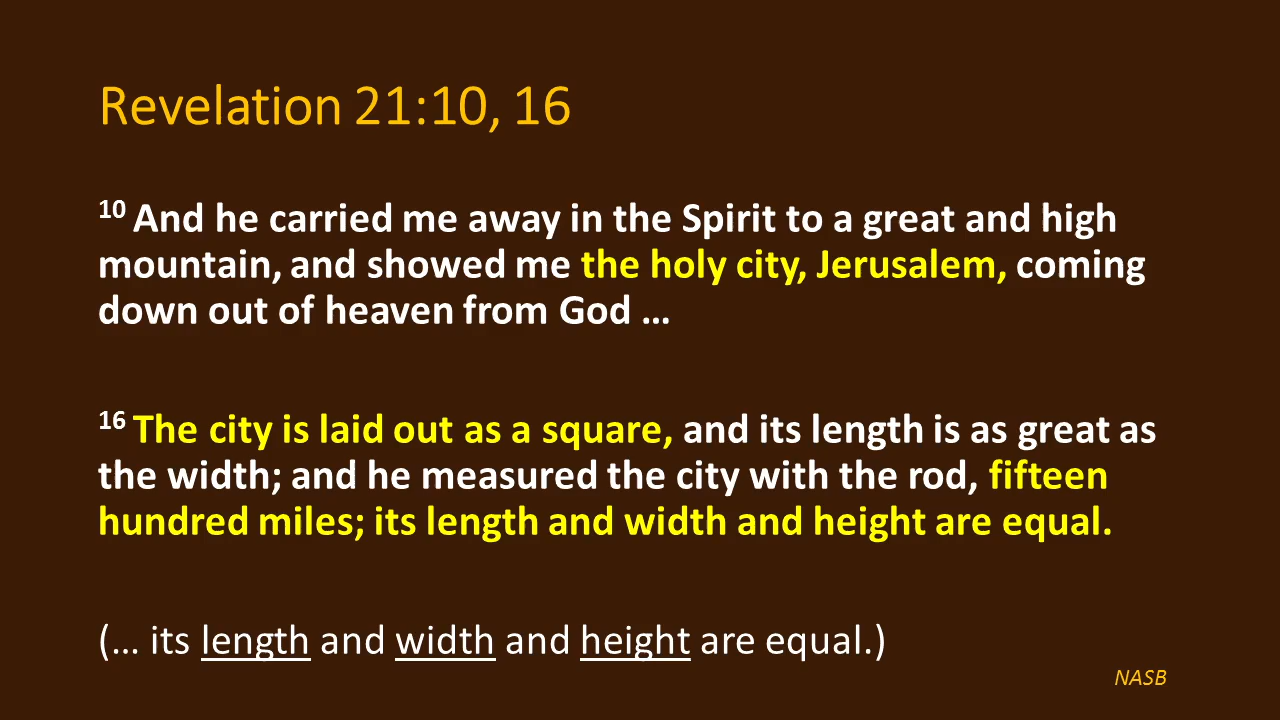 Revelation 21:10, 16
10 And he carried me away in the Spirit to a great and high
mountain, and showed me the holy city, Jerusalem, coming
down out of heaven from God …
16 The city is laid out as a square, and its length is as great as
the width; and he measured the city with the rod, fifteen
hundred miles; its length and width and height are equal.
(… its length and width and height are equal.)
NASB